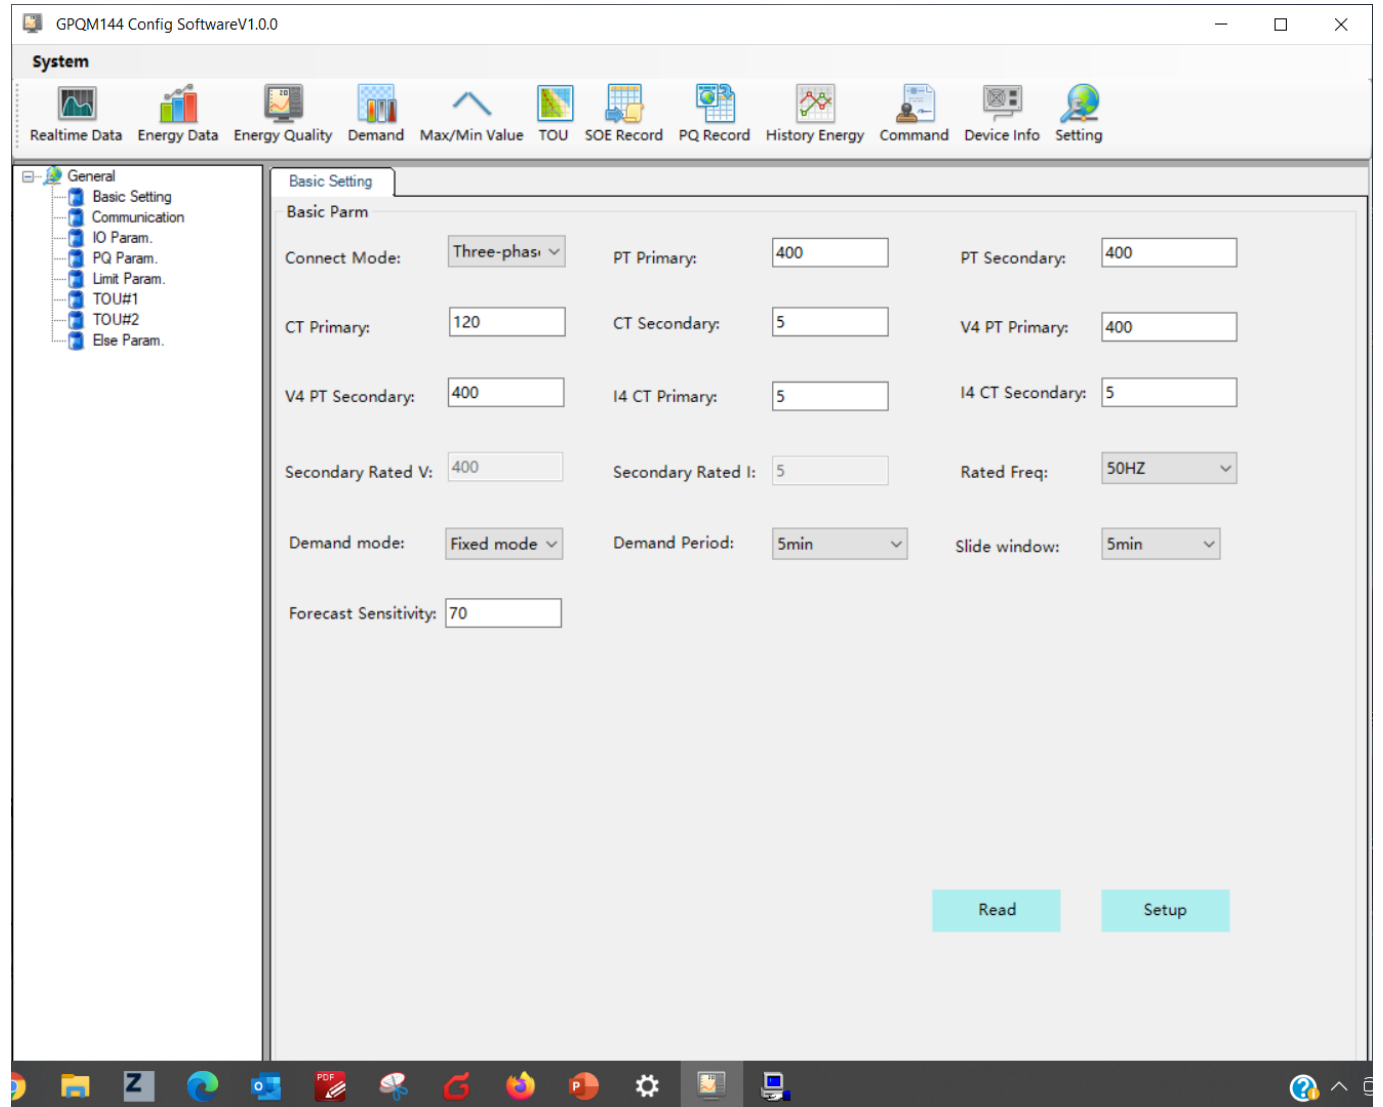 GPQM144 Config SoftwareV1.0.0
System
Realtime Data Energy Data Energy Quality Demand Max/Min Value TOU SOE Record PQ Record History Energy Command Device Info Setting
General
Basic Setting
Communication
IO Param.
PQ Param.
Limit Param.
TOU#1
TOU#2
Else Param.
Basic Setting
Basic Parm
Connect Mode: Three-phas PT Primary: 400 PT Secondary: 400
CT Primary: 120 CT Secondary: 5 V4 PT Primary: 400
V4 PT Secondary: 400 I4 CT Primary: 5 I4 CT Secondary: 5
Secondary Rated V: 400 Secondary Rated I: 5 Rated Freq: 50HZ
Demand mode: Fixed mode Demand Period: 5min Slide window: 5min
Forecast Sensitivity: 70
Read Setup